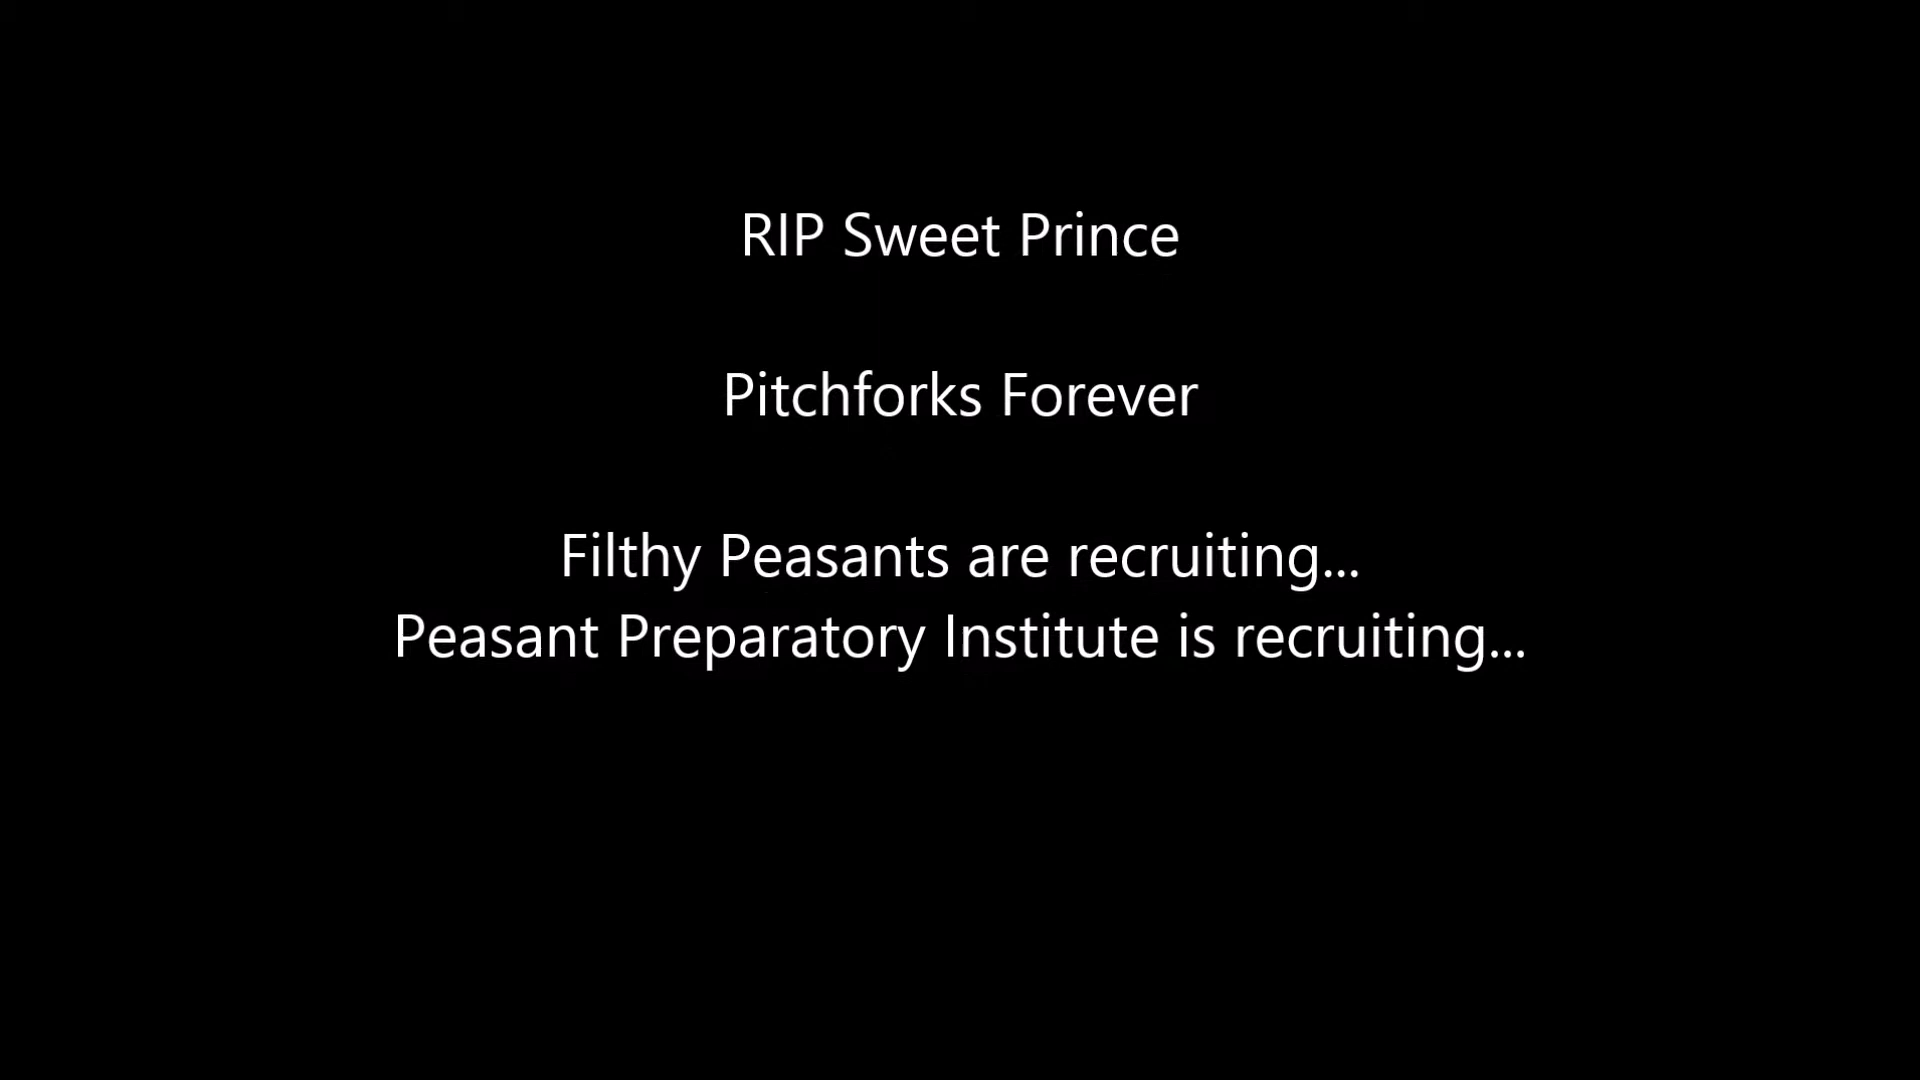 RIP Sweet Prince
Pitchforks Forever
Filthy Peasants are recruiting...
Peasant Preparatory Institute is recruiting...